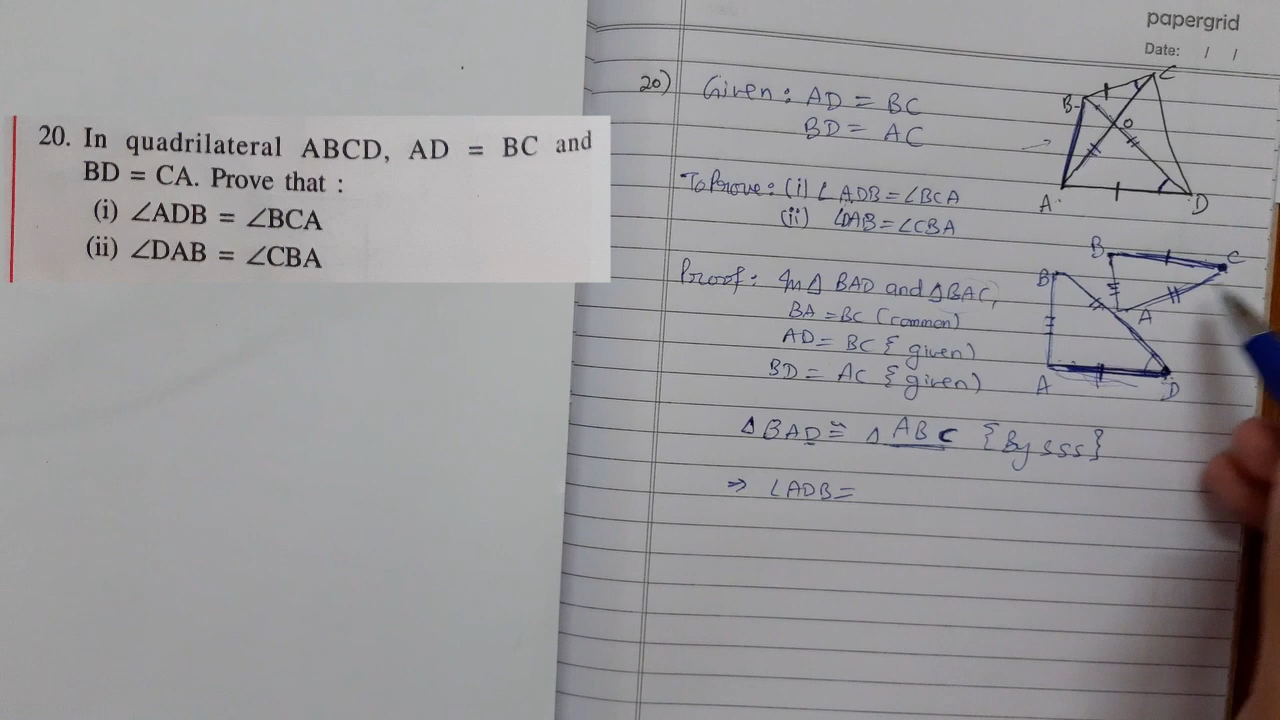 papergrid
Date: / /
20. In quadrilateral ABCD, AD = BC and
BD = CA. Prove that :
(i) ∠ADB = ∠BCA
(ii) ∠DAB = ∠CBA
20) Given : AD = BC
BD = AC
To Prove : (i) ∠ADB = ∠BCA
(ii) ∠DAB = ∠CBA
Proof : In Δ BAD and Δ BAC,
BA = BC (common)
AD = BC { given)
BD = AC { given)
Δ BAD ≅ Δ ABC {By SSS}
⇒ ∠ADB =
C
B
O
A
D
B
C
A
B
A
D